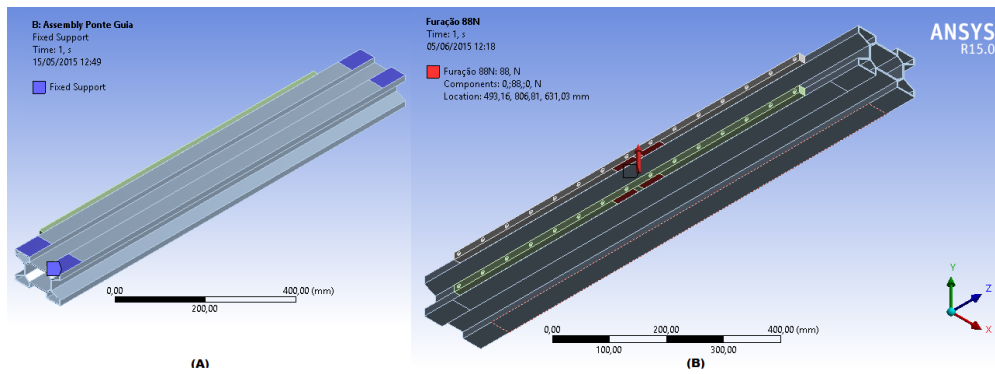 B: Assembly Ponte Guia
Fixed Support
Time: 1, s
15/05/2015 12:49
Fixed Support
0,00
400,00 (mm)
200,00
(A)
Furação 88N
Time: 1, s
05/06/2015 12:18
Furação 88N: 88, N
Components: 0,;88,;0, N
Location: 493,16, 806,81, 631,03 mm
ANSYS
R15.0
0,00
200,00
400,00 (mm)
100,00
300,00
Y
Z
X
(B)